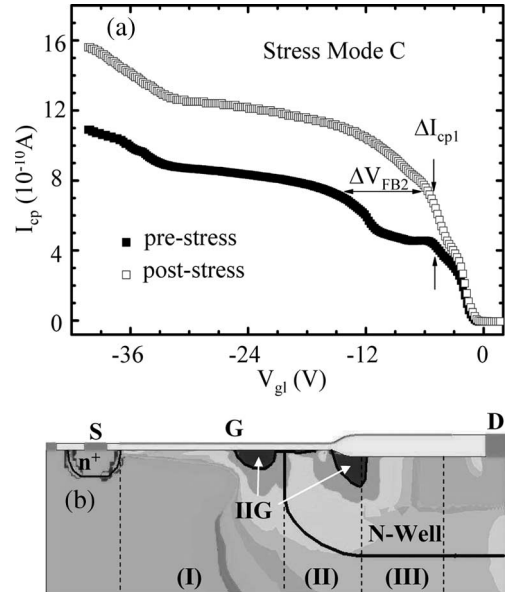 (a)
Stress Mode C
ΔI_cp1
ΔV_FB2
pre-stress
post-stress
I_cp (10^-10 A)
16
12
8
4
0
-36
-24
-12
0
V_gl (V)
S
G
D
n^+
(b)
IIG
N-Well
(I)
(II)
(III)